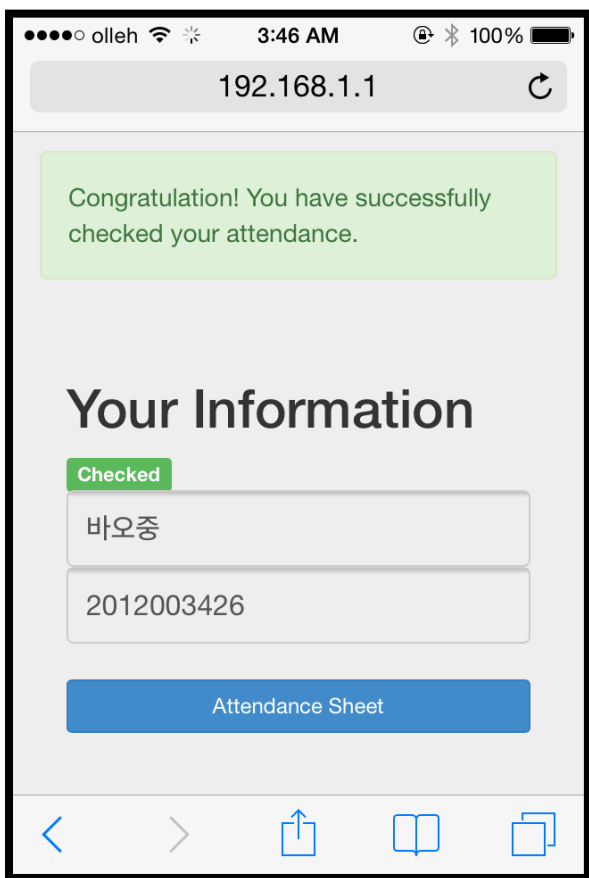 olleh 3:46 AM 100%
192.168.1.1
Congratulation! You have successfully
checked your attendance.
Your Information
Checked
바오중
2012003426
Attendance Sheet